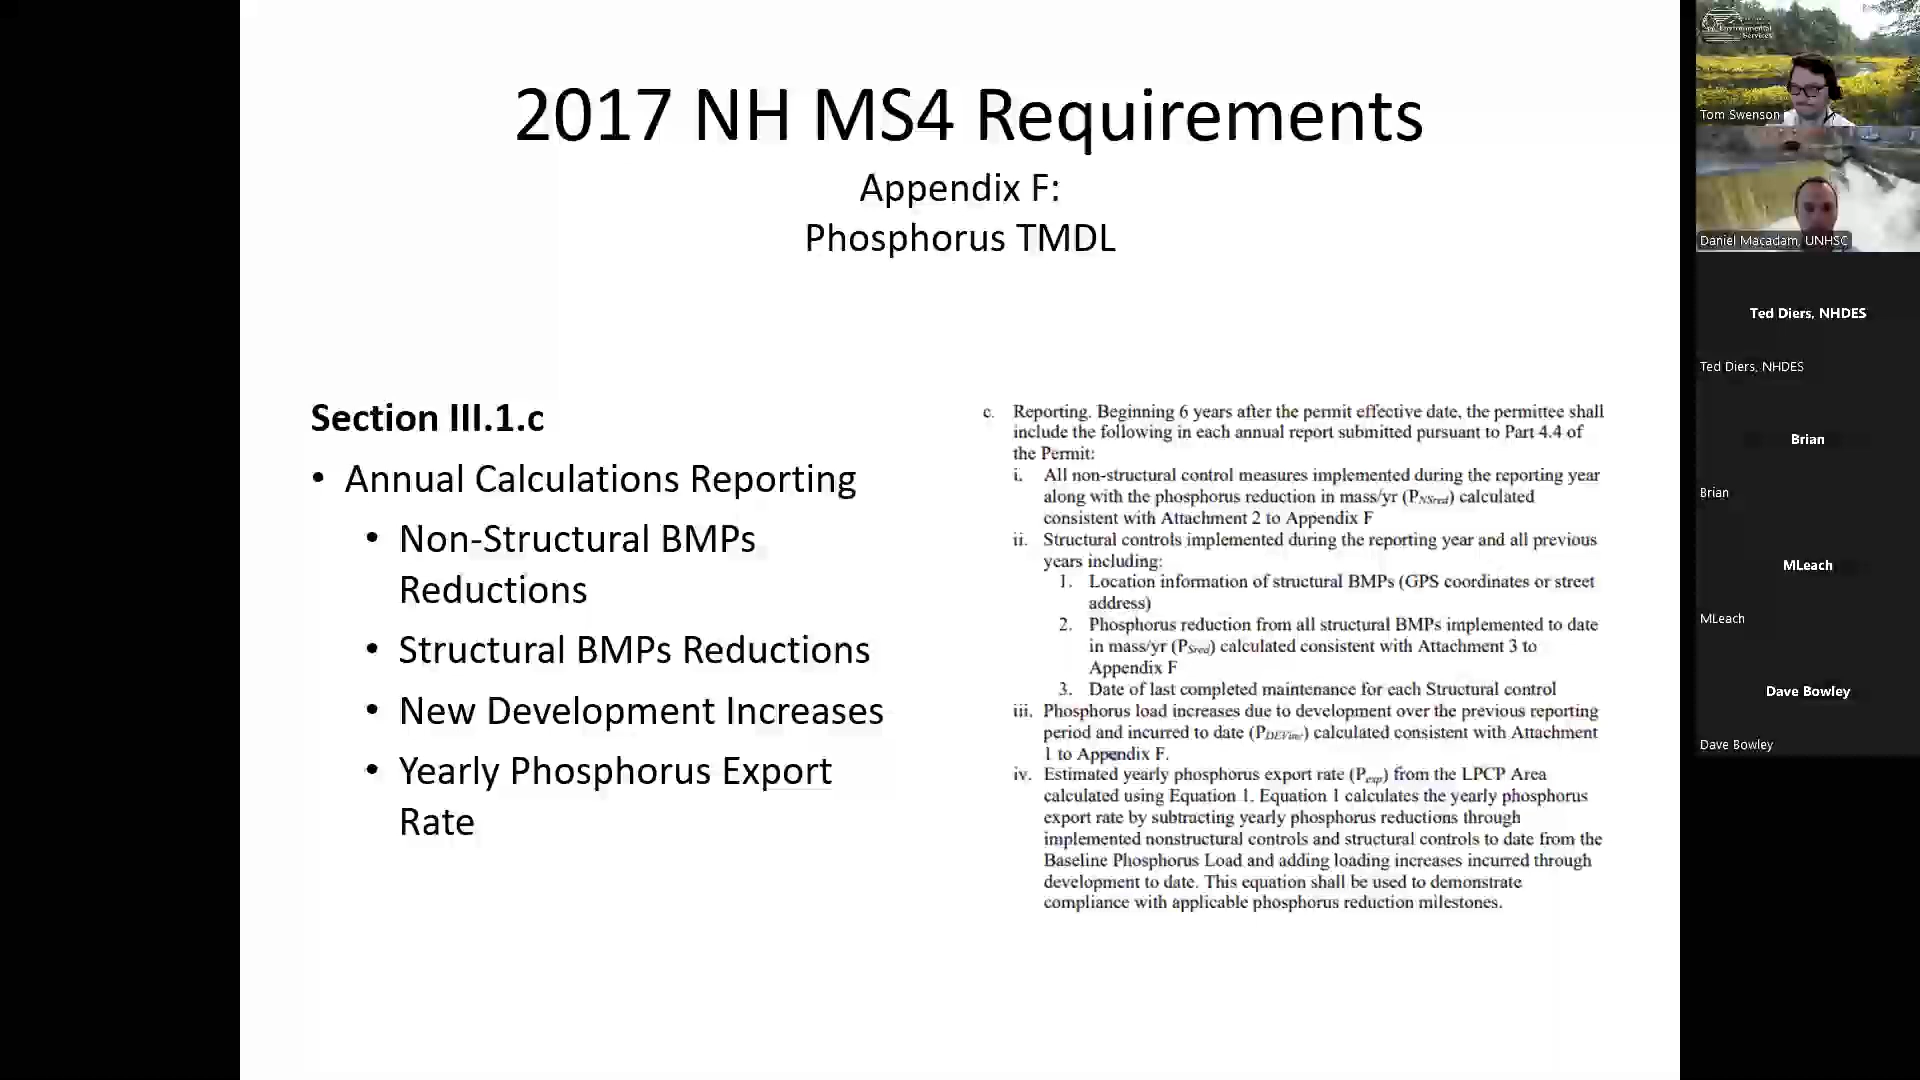 2017 NH MS4 Requirements
Appendix F:
Phosphorus TMDL
Section III.1.c
• Annual Calculations Reporting
• Non-Structural BMPs
Reductions
• Structural BMPs Reductions
• New Development Increases
• Yearly Phosphorus Export
Rate
c. Reporting. Beginning 6 years after the permit effective date, the permittee shall
include the following in each annual report submitted pursuant to Part 4.4 of
the Permit:
i. All non-structural control measures implemented during the reporting year
along with the phosphorus reduction in mass/yr (PNSred) calculated
consistent with Attachment 2 to Appendix F
ii. Structural controls implemented during the reporting year and all previous
years including:
1. Location information of structural BMPs (GPS coordinates or street
address)
2. Phosphorus reduction from all structural BMPs implemented to date
in mass/yr (PSred) calculated consistent with Attachment 3 to
Appendix F
3. Date of last completed maintenance for each Structural control
iii. Phosphorus load increases due to development over the previous reporting
period and incurred to date (PDEVinc) calculated consistent with Attachment
1 to Appendix F.
iv. Estimated yearly phosphorus export rate (Pexp) from the LPCP Area
calculated using Equation 1. Equation 1 calculates the yearly phosphorus
export rate by subtracting yearly phosphorus reductions through
implemented nonstructural controls and structural controls to date from the
Baseline Phosphorus Load and adding loading increases incurred through
development to date. This equation shall be used to demonstrate
compliance with applicable phosphorus reduction milestones.
Environmental
Services
Tom Swenson
Daniel Macadam, UNHSC
Ted Diers, NHDES
Ted Diers, NHDES
Brian
Brian
MLeach
MLeach
Dave Bowley
Dave Bowley